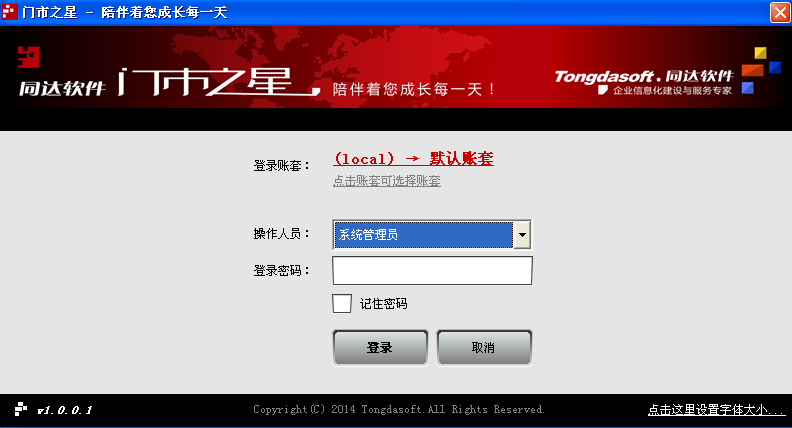 门市之星 - 陪伴着您成长每一天
同达软件 门市之星 陪伴着您成长每一天！
Tongdasoft.同达软件
企业信息化建设与服务专家
登录账套： (local) → 默认账套
点击账套可选择账套
操作人员： 系统管理员
登录密码：
记住密码
登录 取消
v1.0.0.1 Copyright(C) 2014 Tongdasoft.All Rights Reserved. 点击这里设置字体大小...